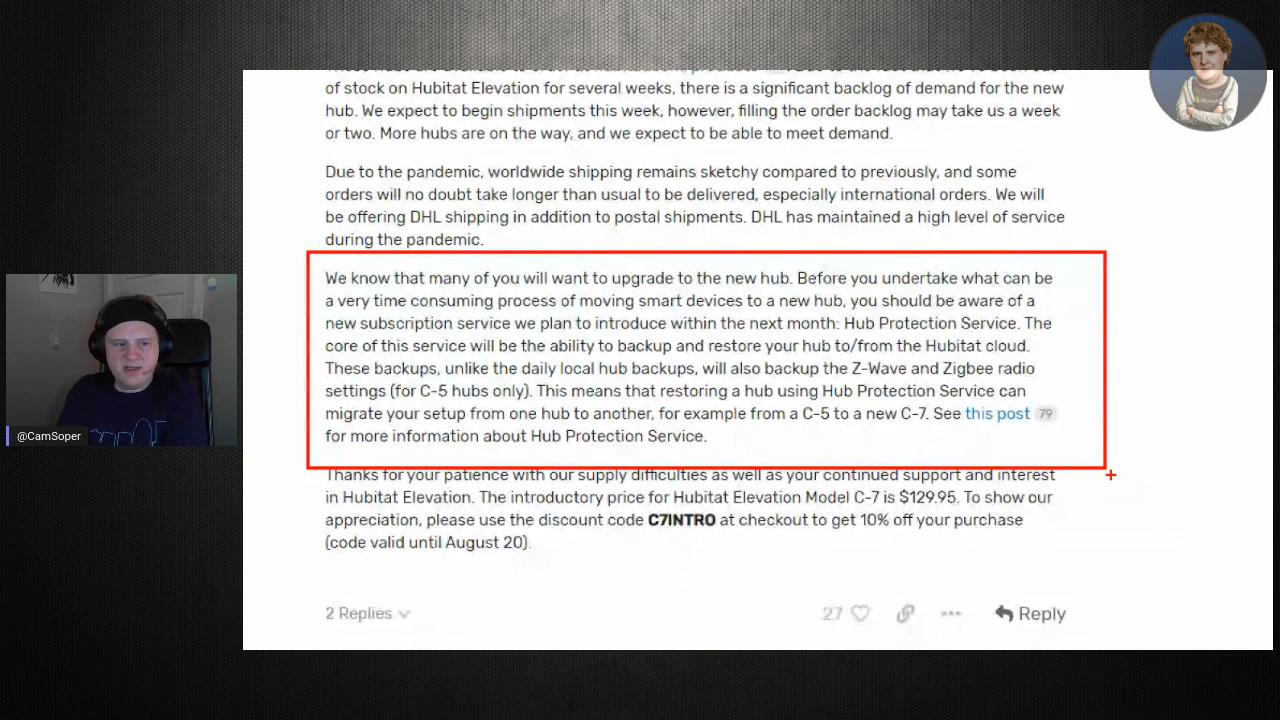 of stock on Hubitat Elevation for several weeks, there is a significant backlog of demand for the new
hub. We expect to begin shipments this week, however, filling the order backlog may take us a week
or two. More hubs are on the way, and we expect to be able to meet demand.
Due to the pandemic, worldwide shipping remains sketchy compared to previously, and some
orders will no doubt take longer than usual to be delivered, especially international orders. We will
be offering DHL shipping in addition to postal shipments. DHL has maintained a high level of service
during the pandemic.
We know that many of you will want to upgrade to the new hub. Before you undertake what can be
a very time consuming process of moving smart devices to a new hub, you should be aware of a
new subscription service we plan to introduce within the next month: Hub Protection Service. The
core of this service will be the ability to backup and restore your hub to/from the Hubitat cloud.
These backups, unlike the daily local hub backups, will also backup the Z-Wave and Zigbee radio
settings (for C-5 hubs only). This means that restoring a hub using Hub Protection Service can
migrate your setup from one hub to another, for example from a C-5 to a new C-7. See this post 79
for more information about Hub Protection Service.
Thanks for your patience with our supply difficulties as well as your continued support and interest
in Hubitat Elevation. The introductory price for Hubitat Elevation Model C-7 is $129.95. To show our
appreciation, please use the discount code C7INTRO at checkout to get 10% off your purchase
(code valid until August 20).
2 Replies
27
Reply
@CamSoper